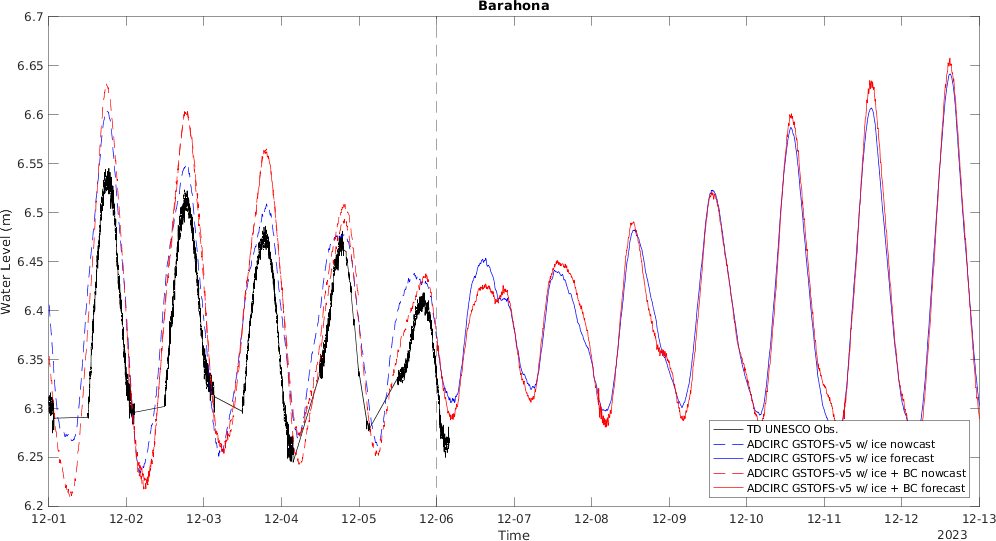 Barahona
6.7
6.65
6.6
6.55
6.5
6.45
6.4
6.35
6.3
6.25
6.2
Water Level (m)
12-01 12-02 12-03 12-04 12-05 12-06 12-07 12-08 12-09 12-10 12-11 12-12 12-13
Time
2023
TD UNESCO Obs.
ADCIRC GSTOFS-v5 w/ ice nowcast
ADCIRC GSTOFS-v5 w/ ice forecast
ADCIRC GSTOFS-v5 w/ ice + BC nowcast
ADCIRC GSTOFS-v5 w/ ice + BC forecast